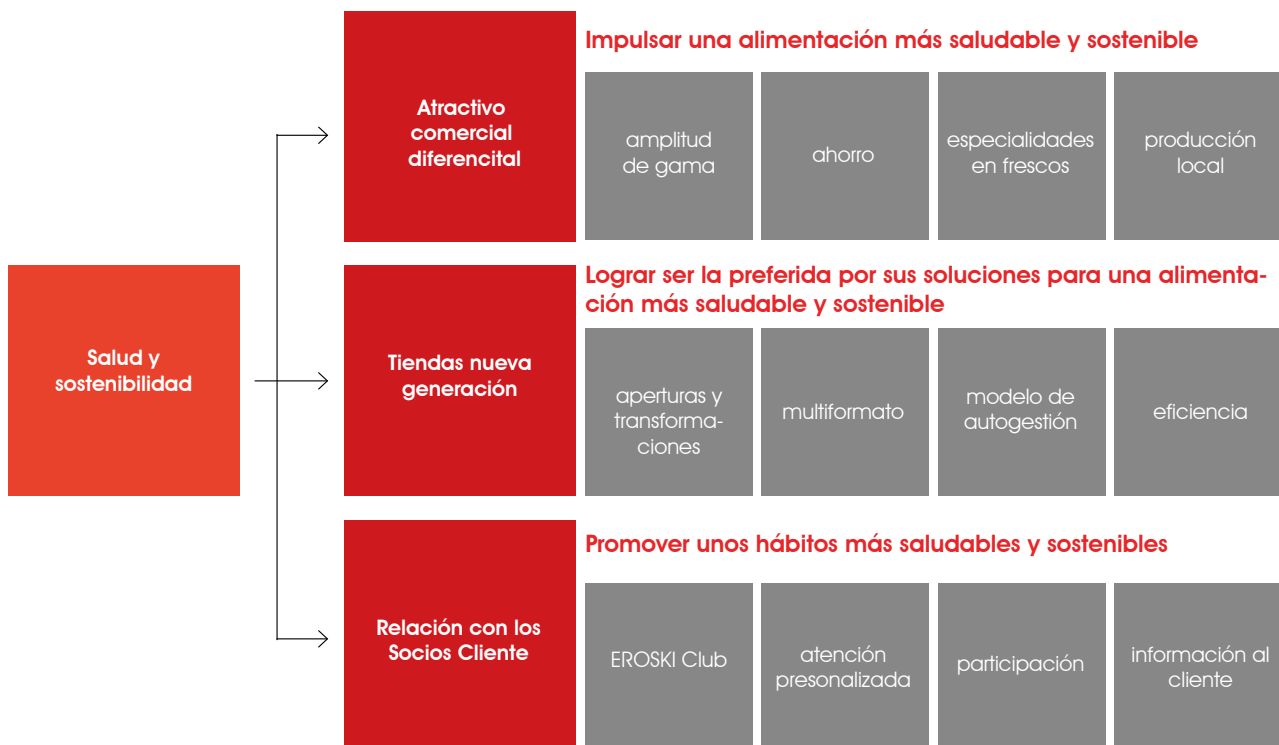 Impulsar una alimentación más saludable y sostenible
Atractivo
comercial
diferencital
amplitud
de gama
ahorro
especialidades
en frescos
producción
local
Salud y
sostenibilidad
Lograr ser la preferida por sus soluciones para una alimenta-
ción más saludable y sostenible
Tiendas nueva
generación
aperturas y
transforma-
ciones
multiformato
modelo de
autogestión
eficiencia
Promover unos hábitos más saludables y sostenibles
Relación con los
Socios Cliente
EROSKI Club
atención
presonalizada
participación
información al
cliente